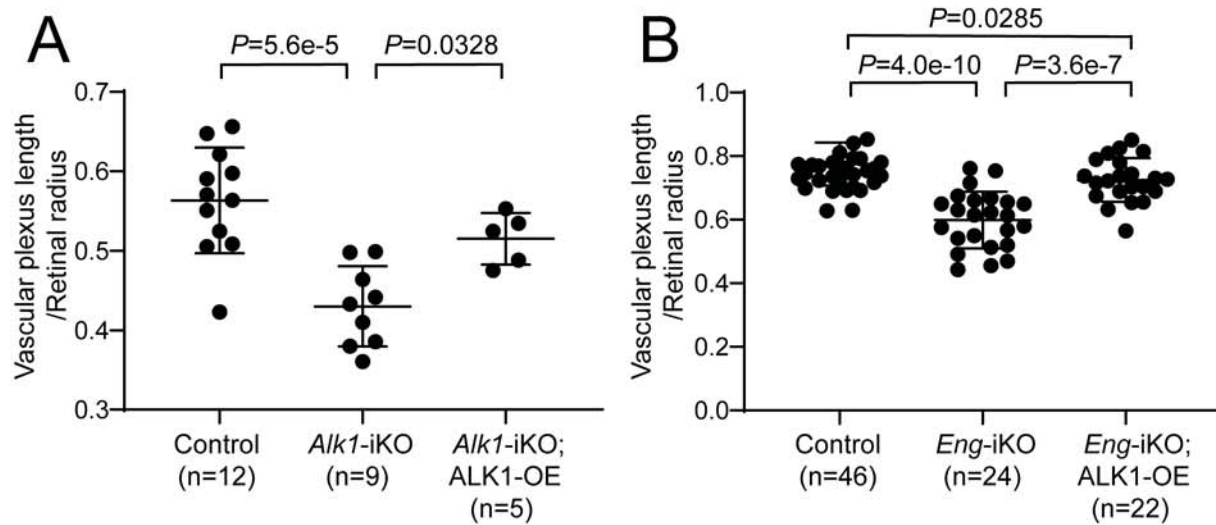 A
P=5.6e-5
P=0.0328
Vascular plexus length
/Retinal radius
0.7
0.6
0.5
0.4
0.3
Control
(n=12)
Alk1-iKO
(n=9)
Alk1-iKO;
ALK1-OE
(n=5)
B
P=0.0285
P=4.0e-10
P=3.6e-7
Vascular plexus length
/Retinal radius
1.0
0.8
0.6
0.4
0.2
0.0
Control
(n=46)
Eng-iKO
(n=24)
Eng-iKO;
ALK1-OE
(n=22)